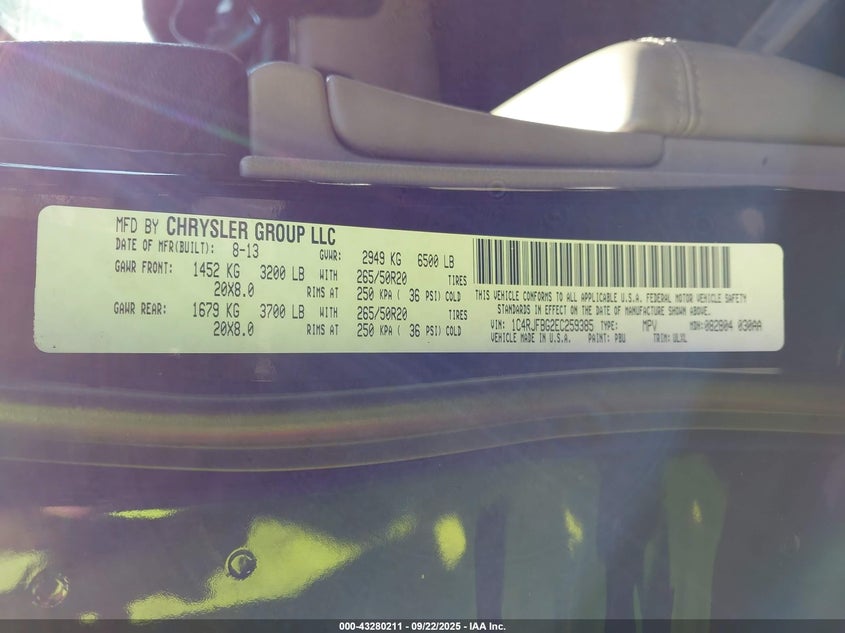 MFD BY CHRYSLER GROUP LLC
DATE OF MFR(BUILT): 8-13 GVWR: 2949 KG 6500 LB
GAWR FRONT: 1452 KG 3200 LB WITH 265/50R20 TIRES
20X8.0 RIMS AT 250 KPA ( 36 PSI) COLD
GAWR REAR: 1679 KG 3700 LB WITH 265/50R20 TIRES
20X8.0 RIMS AT 250 KPA ( 36 PSI) COLD
THIS VEHICLE CONFORMS TO ALL APPLICABLE U.S.A. FEDERAL MOTOR VEHICLE SAFETY
STANDARDS IN EFFECT ON THE DATE OF MANUFACTURE SHOWN ABOVE.
VIN: 1C4RJFBG2EC259385 TYPE: MPV MDH: 082804 030AA
VEHICLE MADE IN U.S.A. PAINT: PBU TRIM: ULXL
000-43280211 - 09/22/2025 - IAA Inc.